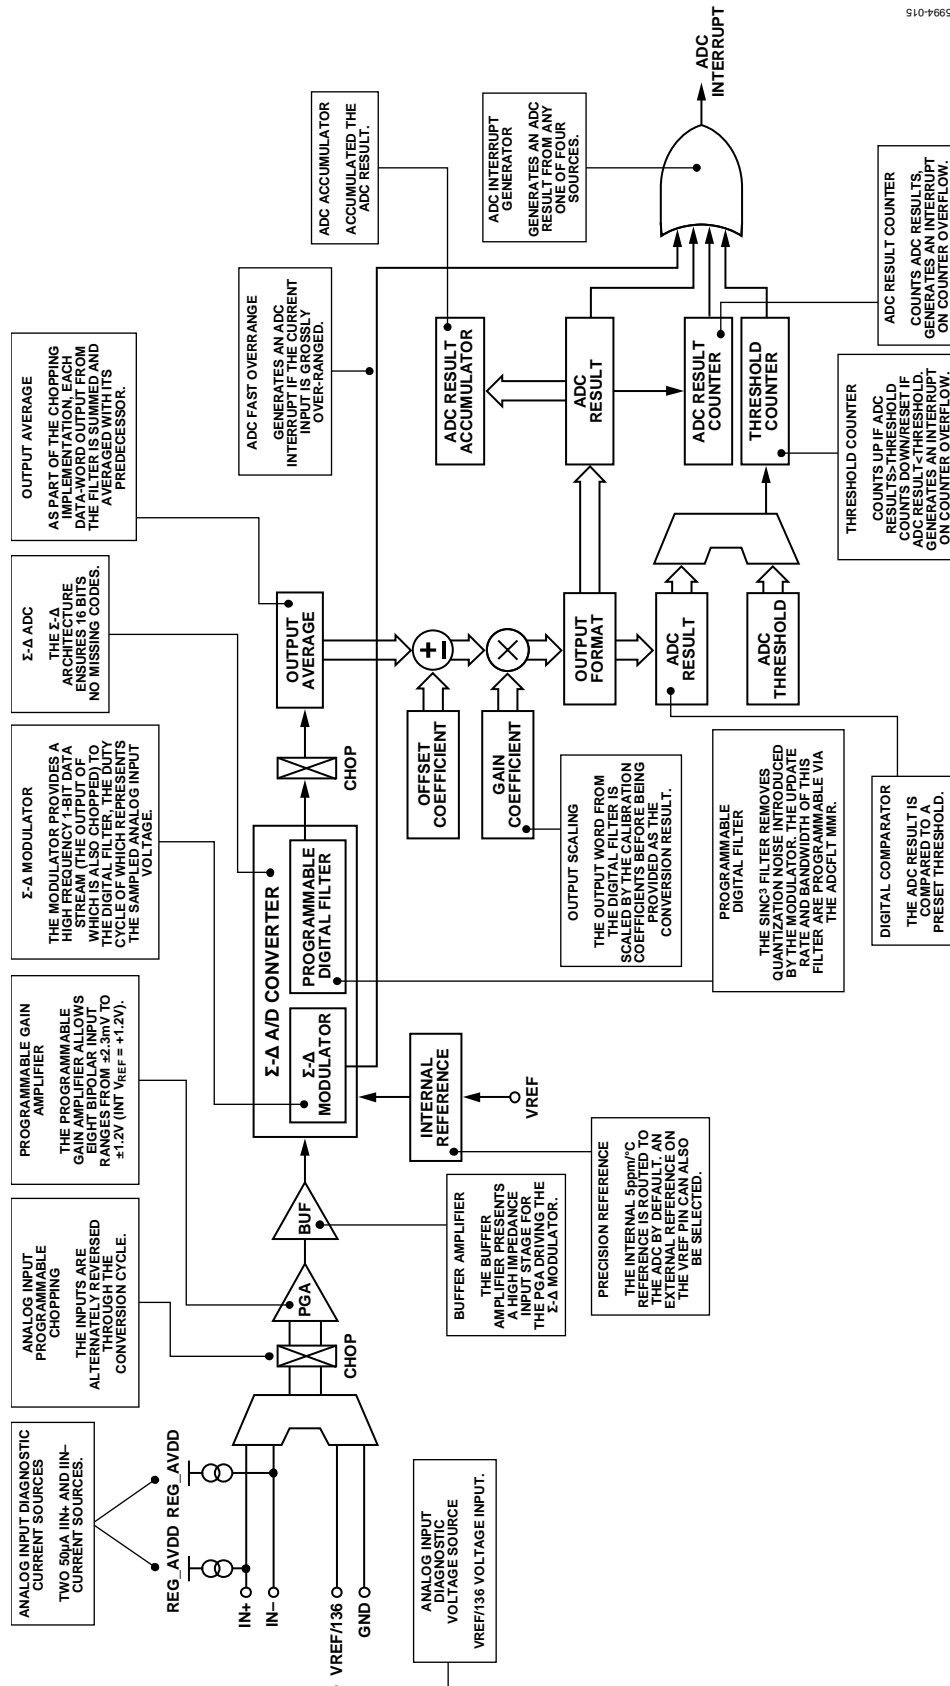 ANALOG INPUT DIAGNOSTIC
CURRENT SOURCES
TWO 50µA IIN+ AND IIN–
CURRENT SOURCES.
ANALOG INPUT
PROGRAMMABLE
CHOPPING
THE INPUTS ARE
ALTERNATELY REVERSED
THROUGH THE
CONVERSION CYCLE.
PROGRAMMABLE GAIN
AMPLIFIER
THE PROGRAMMABLE
GAIN AMPLIFIER ALLOWS
EIGHT BIPOLAR INPUT
RANGES FROM ±2.3mV TO
±1.2V (INT VREF = +1.2V).
Σ-Δ MODULATOR
THE MODULATOR PROVIDES A
HIGH FREQUENCY 1-BIT DATA
STREAM (THE OUTPUT OF
WHICH IS ALSO CHOPPED) TO
THE DIGITAL FILTER, THE DUTY
CYCLE OF WHICH REPRESENTS
THE SAMPLED ANALOG INPUT
VOLTAGE.
Σ-Δ ADC
THE Σ-Δ
ARCHITECTURE
ENSURES 16 BITS
NO MISSING CODES.
OUTPUT AVERAGE
AS PART OF THE CHOPPING
IMPLEMENTATION, EACH
DATA-WORD OUTPUT FROM
THE FILTER IS SUMMED AND
AVERAGED WITH ITS
PREDECESSOR.
ADC FAST OVERRANGE
GENERATES AN ADC
INTERRUPT IF THE CURRENT
INPUT IS GROSSLY
OVER-RANGED.
ADC ACCUMULATOR
ACCUMULATED THE
ADC RESULT.
ADC INTERRUPT
GENERATOR
GENERATES AN ADC
RESULT FROM ANY
ONE OF FOUR
SOURCES.
REG_AVDD
REG_AVDD
IN+
IN–
VREF/136
GND
CHOP
PGA
BUF
Σ-Δ A/D CONVERTER
Σ-Δ
MODULATOR
PROGRAMMABLE
DIGITAL FILTER
CHOP
OUTPUT
AVERAGE
INTERNAL
REFERENCE
VREF
OFFSET
COEFFICIENT
GAIN
COEFFICIENT
OUTPUT
FORMAT
ADC RESULT
ACCUMULATOR
ADC
RESULT
ADC RESULT
COUNTER
THRESHOLD
COUNTER
ADC
RESULT
ADC
THRESHOLD
ADC
INTERRUPT
ANALOG INPUT
DIAGNOSTIC
VOLTAGE SOURCE
VREF/136 VOLTAGE INPUT.
BUFFER AMPLIFIER
THE BUFFER
AMPLIFIER PRESENTS
A HIGH IMPEDANCE
INPUT STAGE FOR
THE PGA DRIVING THE
Σ-Δ MODULATOR.
PRECISION REFERENCE
THE INTERNAL 5ppm/°C
REFERENCE IS ROUTED TO
THE ADC BY DEFAULT. AN
EXTERNAL REFERENCE ON
THE VREF PIN CAN ALSO
BE SELECTED.
OUTPUT SCALING
THE OUTPUT WORD FROM
THE DIGITAL FILTER IS
SCALED BY THE CALIBRATION
COEFFICIENTS BEFORE BEING
PROVIDED AS THE
CONVERSION RESULT.
PROGRAMMABLE
DIGITAL FILTER
THE SINC³ FILTER REMOVES
QUANTIZATION NOISE INTRODUCED
BY THE MODULATOR. THE UPDATE
RATE AND BANDWIDTH OF THIS
FILTER ARE PROGRAMMABLE VIA
THE ADCFLT MMR.
DIGITAL COMPARATOR
THE ADC RESULT IS
COMPARED TO A
PRESET THRESHOLD.
THRESHOLD COUNTER
COUNTS UP IF ADC
RESULTS>THRESHOLD
COUNTS DOWN/RESET IF
ADC RESULT<THRESHOLD.
GENERATES AN INTERRUPT
ON COUNTER OVERFLOW.
ADC RESULT COUNTER
COUNTS ADC RESULTS,
GENERATES AN INTERRUPT
ON COUNTER OVERFLOW.
5994-015